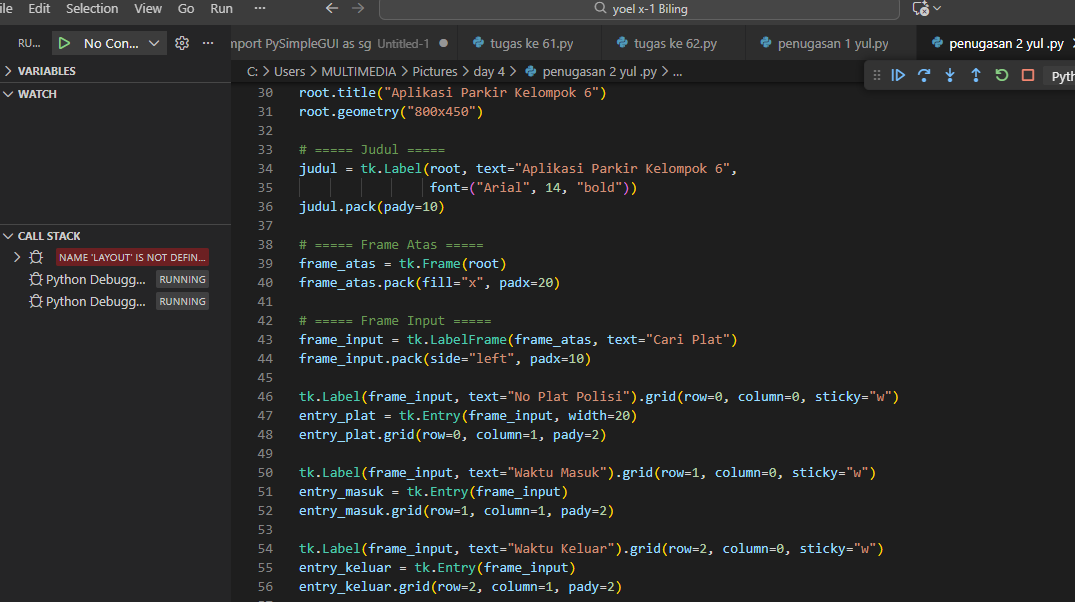 ile Edit Selection View Go Run ··· yoel x-1 Biling
RU... No Con... ···
mport PySimpleGUI as sg Untitled-1 tugas ke 61.py tugas ke 62.py penugasan 1 yul.py penugasan 2 yul .py
C: > Users > MULTIMEDIA > Pictures > day 4 > penugasan 2 yul .py > ...
Pyth
VARIABLES
WATCH
CALL STACK
NAME 'LAYOUT' IS NOT DEFIN...
Python Debugg... RUNNING
Python Debugg... RUNNING
30 root.title("Aplikasi Parkir Kelompok 6")
31 root.geometry("800x450")
32
33 # ===== Judul =====
34 judul = tk.Label(root, text="Aplikasi Parkir Kelompok 6",
35 font=("Arial", 14, "bold"))
36 judul.pack(pady=10)
37
38 # ===== Frame Atas =====
39 frame_atas = tk.Frame(root)
40 frame_atas.pack(fill="x", padx=20)
41
42 # ===== Frame Input =====
43 frame_input = tk.LabelFrame(frame_atas, text="Cari Plat")
44 frame_input.pack(side="left", padx=10)
45
46 tk.Label(frame_input, text="No Plat Polisi").grid(row=0, column=0, sticky="w")
47 entry_plat = tk.Entry(frame_input, width=20)
48 entry_plat.grid(row=0, column=1, pady=2)
49
50 tk.Label(frame_input, text="Waktu Masuk").grid(row=1, column=0, sticky="w")
51 entry_masuk = tk.Entry(frame_input)
52 entry_masuk.grid(row=1, column=1, pady=2)
53
54 tk.Label(frame_input, text="Waktu Keluar").grid(row=2, column=0, sticky="w")
55 entry_keluar = tk.Entry(frame_input)
56 entry_keluar.grid(row=2, column=1, pady=2)